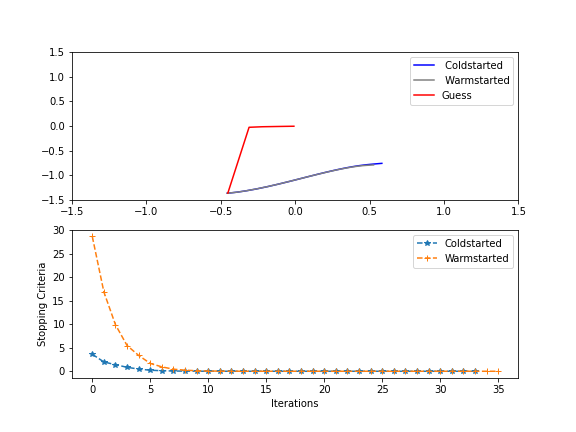 1.5
1.0
0.5
0.0
−0.5
−1.0
−1.5
−1.5 −1.0 −0.5 0.0 0.5 1.0 1.5
Coldstarted
Warmstarted
Guess
30
25
20
15
10
5
0
Stopping Criteria
0 5 10 15 20 25 30 35
Iterations
Coldstarted
Warmstarted